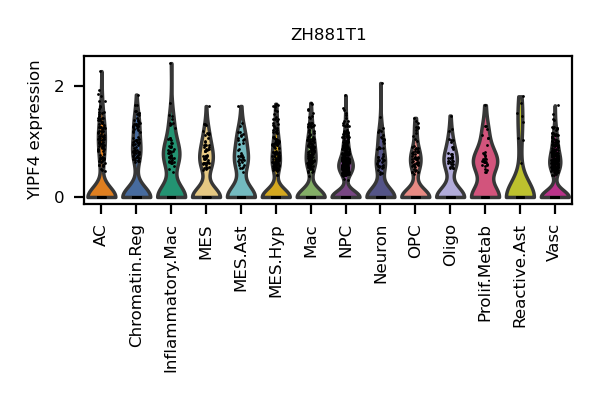 ZH881T1
YIPF4 expression
2
0
AC
Chromatin.Reg
Inflammatory.Mac
MES
MES.Ast
MES.Hyp
Mac
NPC
Neuron
OPC
Oligo
Prolif.Metab
Reactive.Ast
Vasc